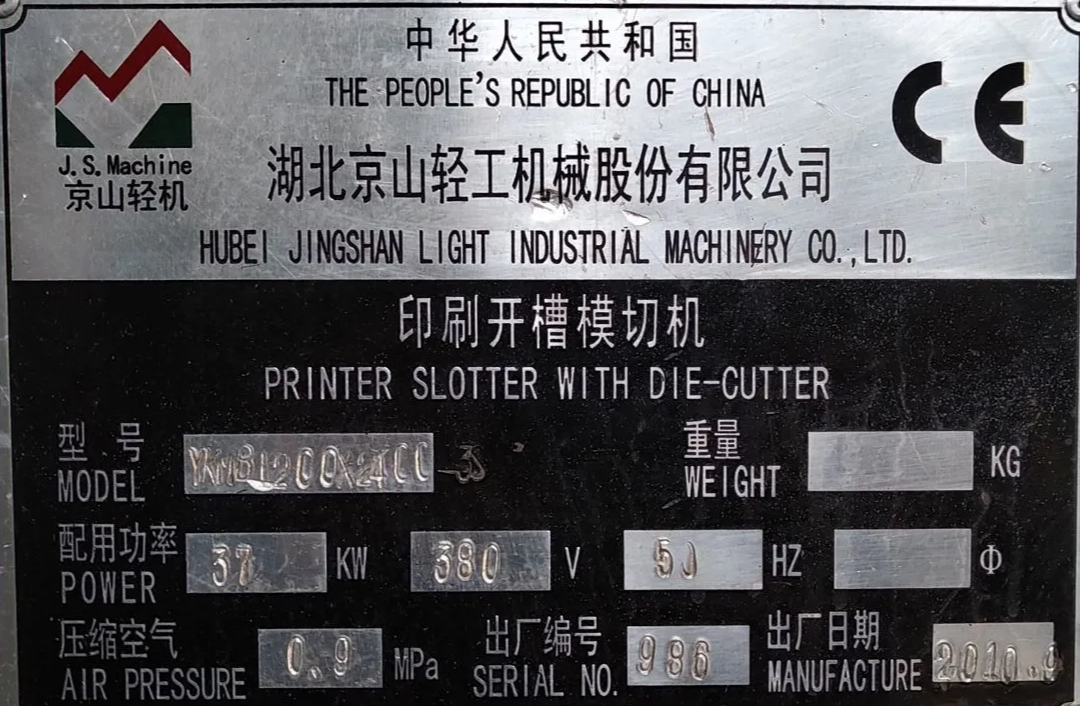 中华人民共和国
THE PEOPLE'S REPUBLIC OF CHINA
CE
J.S.Machine
京山轻机
湖北京山轻工机械股份有限公司
HUBEI JINGSHAN LIGHT INDUSTRIAL MACHINERY CO.,LTD.
印刷开槽模切机
PRINTER SLOTTER WITH DIE-CUTTER
型号 重量
MODEL WEIGHT KG
配用功率
POWER 37 KW 380 V 50 HZ Φ
压缩空气 出厂编号 出厂日期
AIR PRESSURE 0.9 MPa SERIAL NO. 986 MANUFACTURE 2010.9